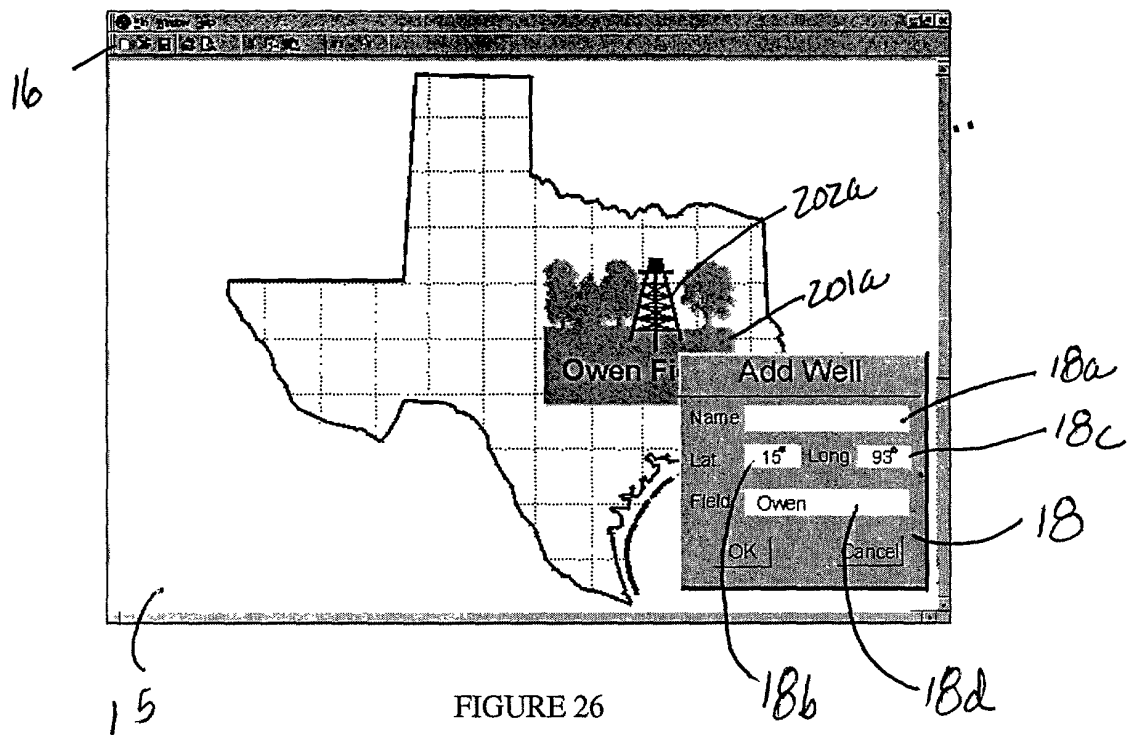 16
202a
201a
Owen Fi
Add Well
18a
Name
18c
Lat. 15° Long 93°
Field Owen
18
OK Cancel
15
18b
18d
FIGURE 26